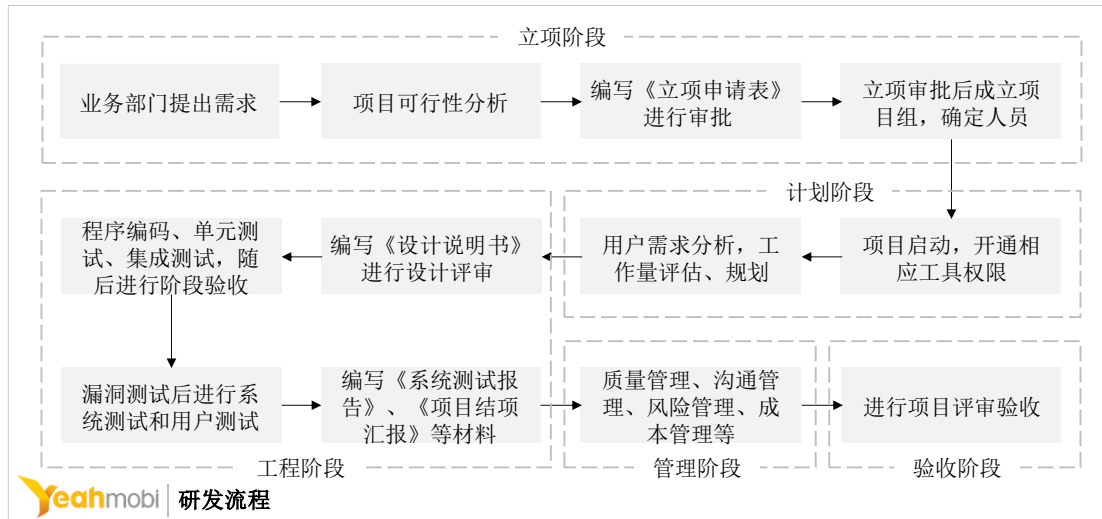 立项阶段
业务部门提出需求
项目可行性分析
编写《立项申请表》
进行审批
立项审批后成立项
目组，确定人员
计划阶段
项目启动，开通相
应工具权限
用户需求分析，工
作量评估、规划
编写《设计说明书》
进行设计评审
程序编码、单元测
试、集成测试，随
后进行阶段验收
漏洞测试后进行系
统测试和用户测试
编写《系统测试报
告》、《项目结项
汇报》等材料
工程阶段
质量管理、沟通管
理、风险管理、成
本管理等
管理阶段
进行项目评审验收
验收阶段
Yeahmobi
研发流程